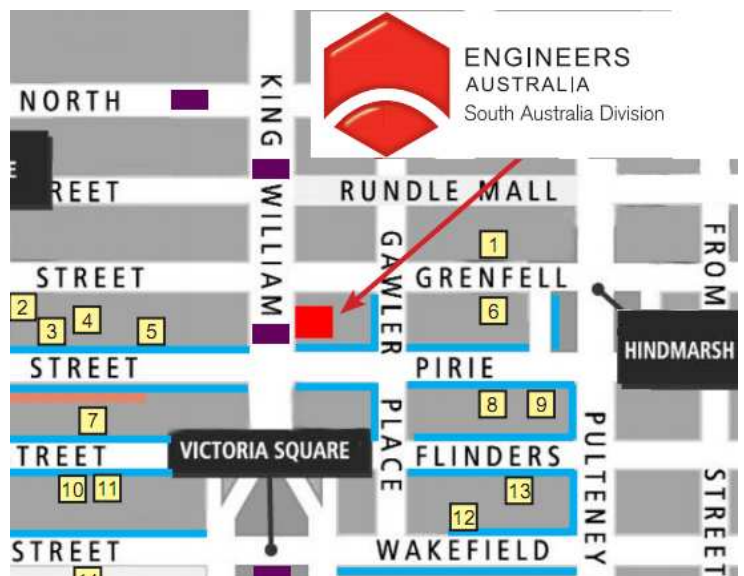 ENGINEERS
AUSTRALIA
South Australia Division
NORTH
KING WILLIAM
E
REET
RUNDLE MALL
GAWLER PLACE
1
FROM
STREET
STREET
GRENFELL
2
3
4
5
6
HINDMARSH
STREET
PIRIE
7
8
9
PULTENEY
VICTORIA SQUARE
TREET
FLINDERS
10
11
12
13
STREET
WAKEFIELD